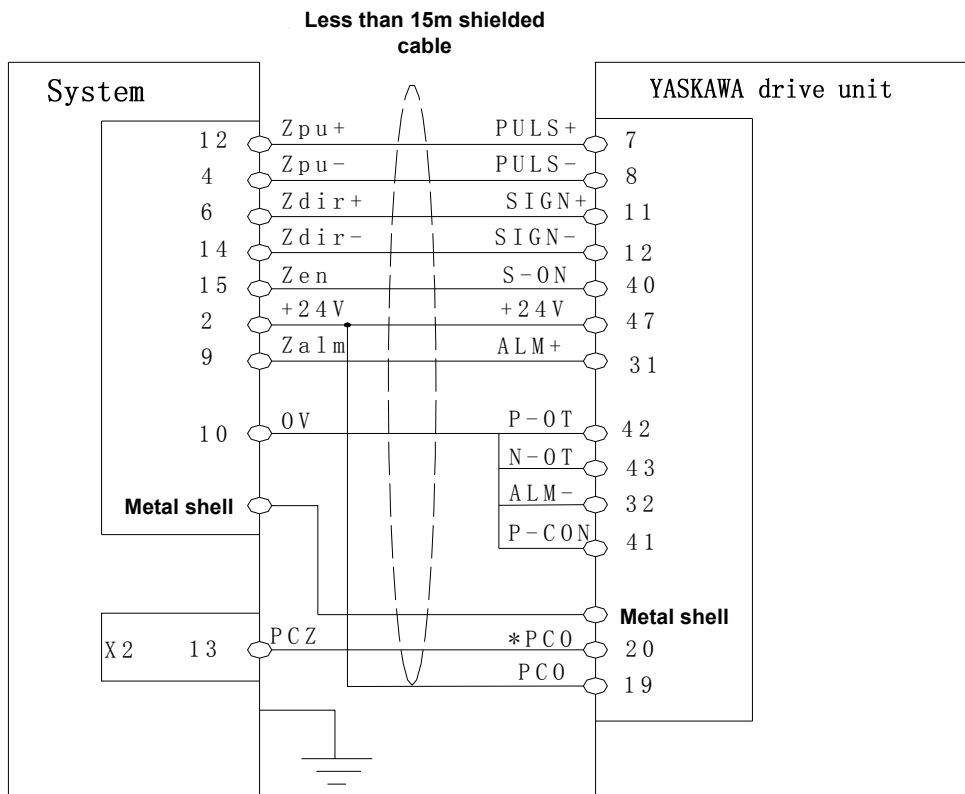 Less than 15m shielded
cable
System
YASKAWA drive unit
12 Zpu+ PULS+ 7
4 Zpu- PULS- 8
6 Zdir+ SIGN+ 11
14 Zdir- SIGN- 12
15 Zen S-ON 40
2 +24V +24V 47
9 Zalm ALM+ 31
10 0V P-OT 42
N-OT 43
ALM- 32
P-CON 41
Metal shell
Metal shell
X2 13 PCZ *PCO 20
PCO 19